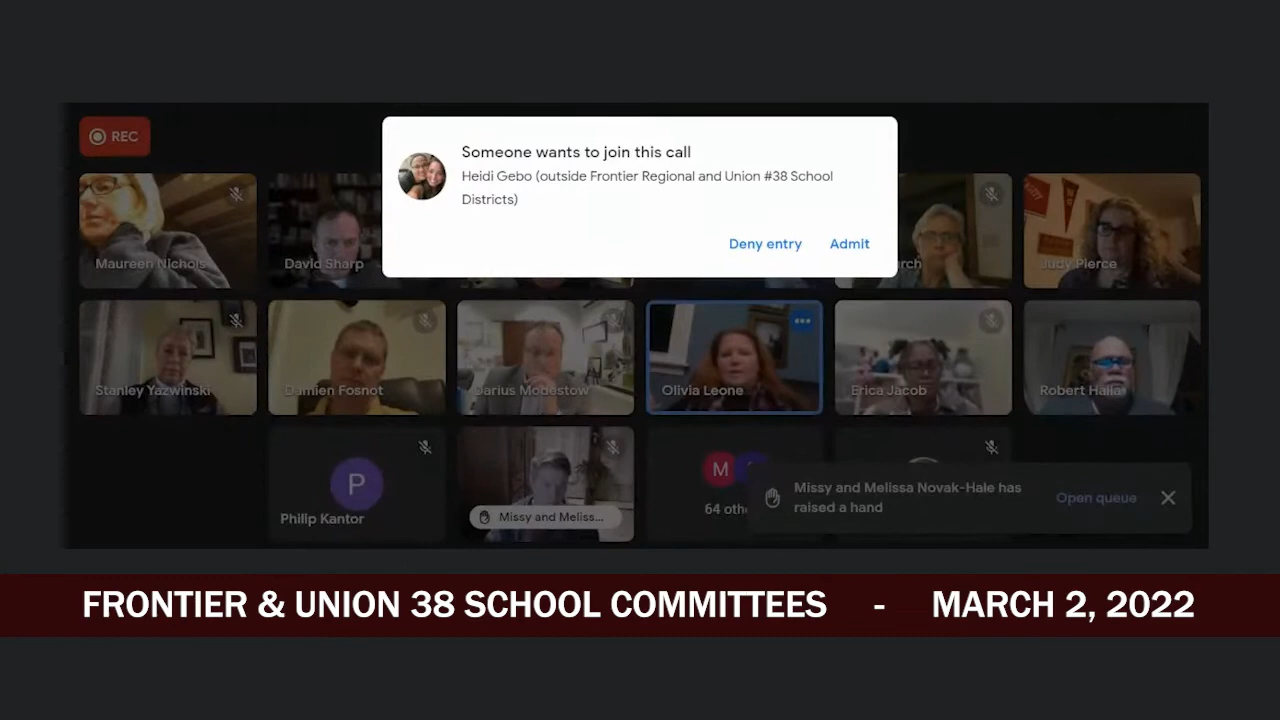 REC
Someone wants to join this call
Heidi Gebo (outside Frontier Regional and Union #38 School
Districts)
Deny entry
Admit
Maureen Nichols
David Sharp
rch
Judy Pierce
Stanley Yazwinski
Damien Fosnot
Darius Modestow
Olivia Leone
Erica Jacob
Robert Halla
P
Philip Kantor
Missy and Meliss...
M
64 othe
Missy and Melissa Novak-Hale has
raised a hand
Open queue
FRONTIER & UNION 38 SCHOOL COMMITTEES - MARCH 2, 2022